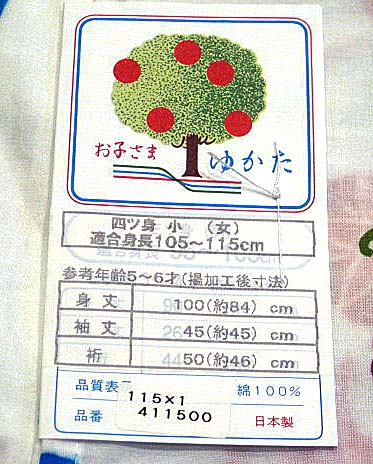 お子さま ゆかた
四ツ身 小 (女)
適合身長105～115cm
参考年齢5～6才(揚加工後寸法)
身丈 100(約84) cm
袖丈 45(約45) cm
裄 50(約46) cm
品質表示 綿100%
115×1
品番 411500 日本製